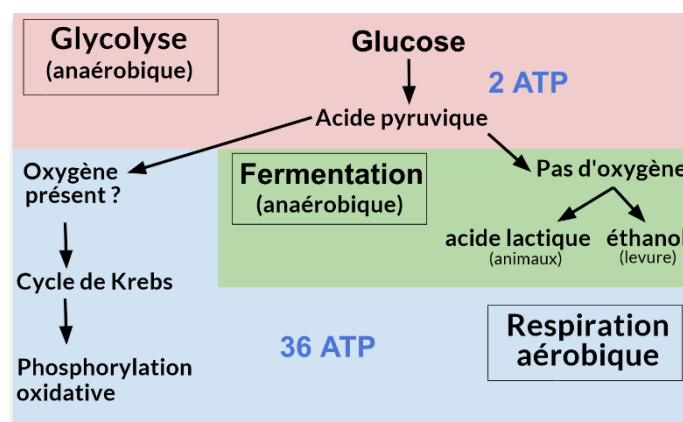 Glycolyse
(anaérobique)
Glucose
2 ATP
Acide pyruvique
Oxygène
présent ?
Fermentation
(anaérobique)
Pas d'oxygène
acide lactique
(animaux)
éthanol
(levure)
Cycle de Krebs
36 ATP
Respiration
aérobique
Phosphorylation
oxidative